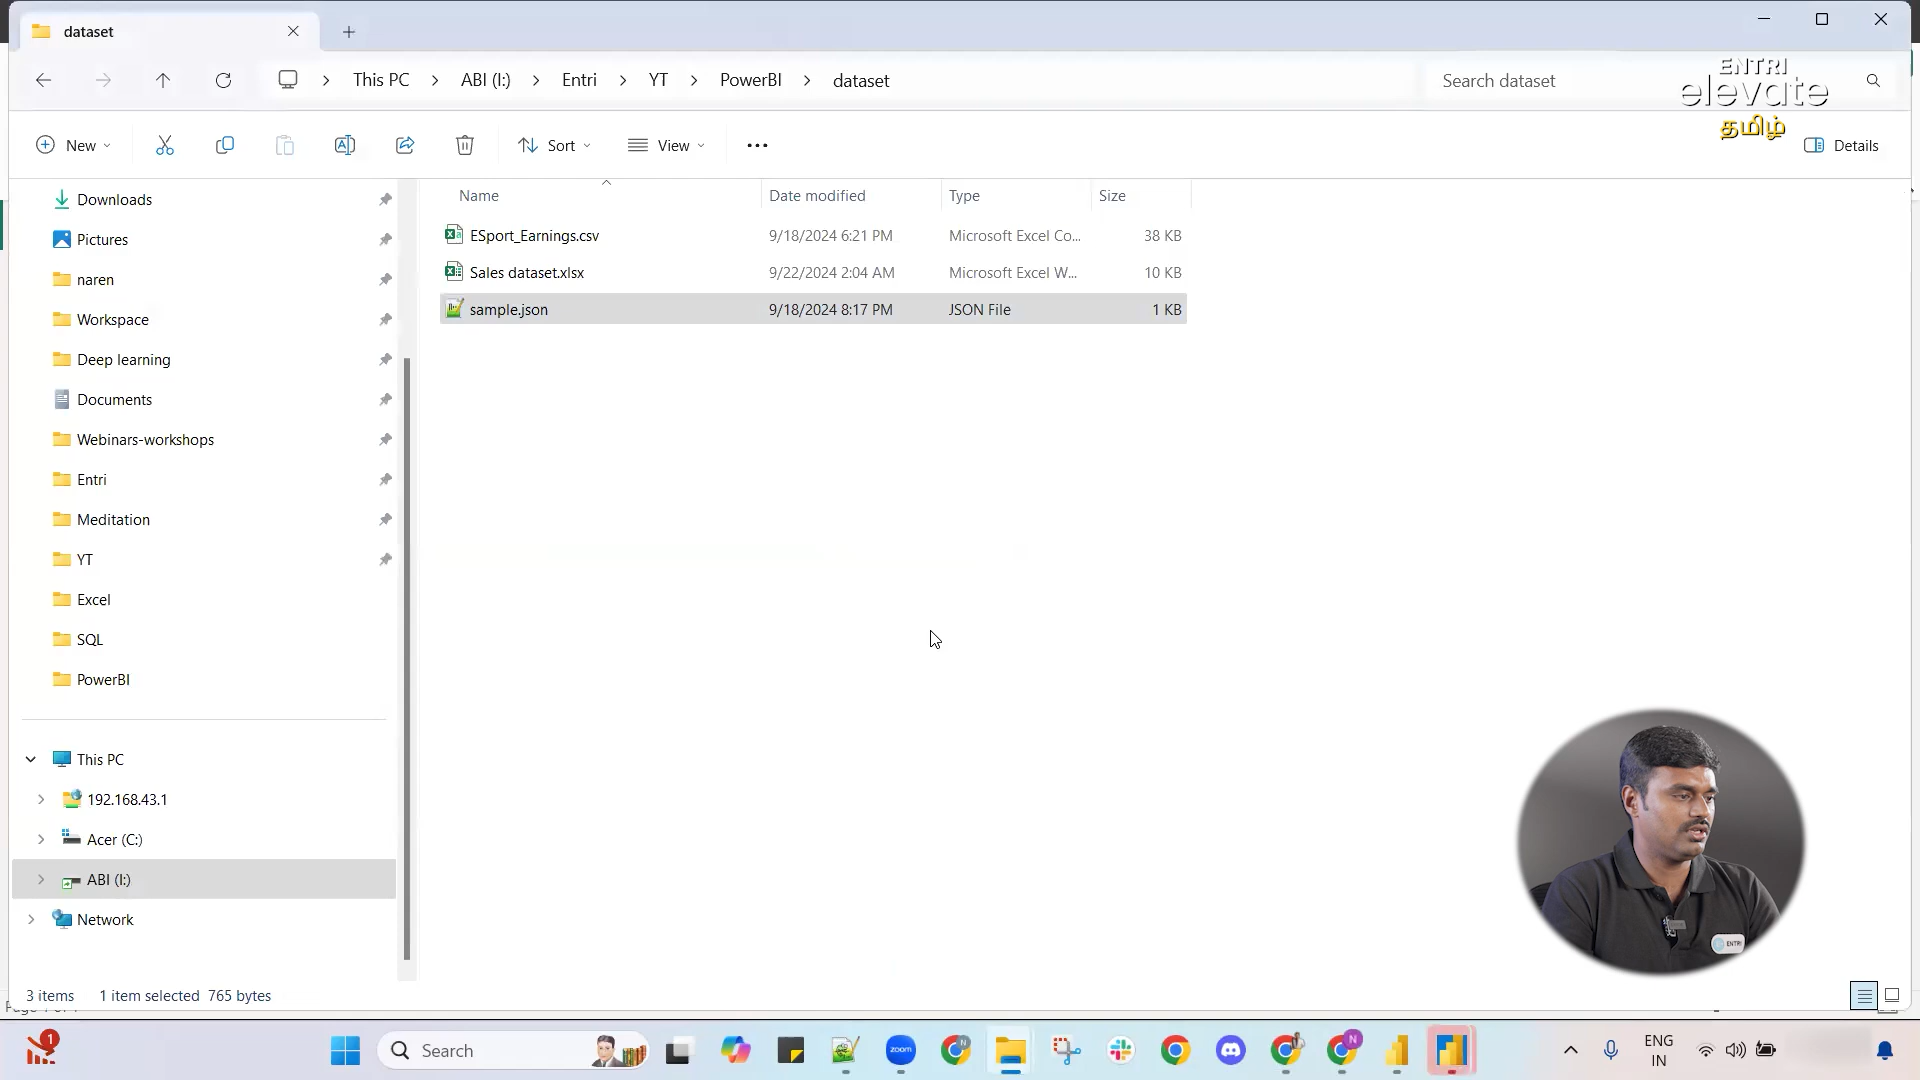 dataset
This PC > ABI (I:) > Entri > YT > PowerBI > dataset
Search dataset
ENTRI
elevate
தமிழ்
New
Sort
View
Details
Name Date modified Type Size
ESport_Earnings.csv 9/18/2024 6:21 PM Microsoft Excel Co... 38 KB
Sales dataset.xlsx 9/22/2024 2:04 AM Microsoft Excel W... 10 KB
sample.json 9/18/2024 8:17 PM JSON File 1 KB
Downloads
Pictures
naren
Workspace
Deep learning
Documents
Webinars-workshops
Entri
Meditation
YT
Excel
SQL
PowerBI
This PC
192.168.43.1
Acer (C:)
ABI (I:)
Network
3 items 1 item selected 765 bytes
ENTRI
1
Search
zoom
N
N
ENG
IN